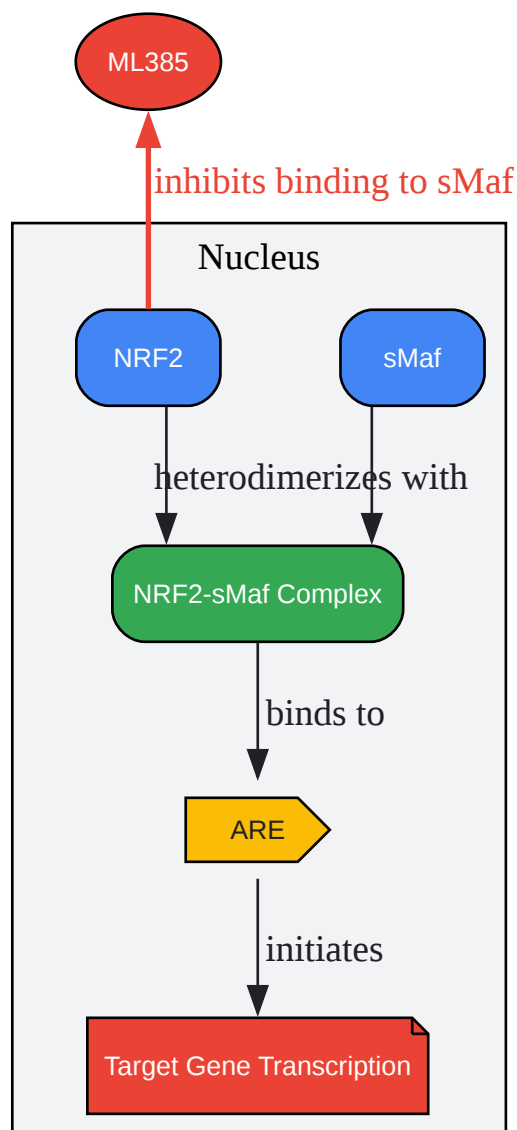 ML385
inhibits binding to sMaf
Nucleus
NRF2
sMaf
heterodimerizes with
NRF2-sMaf Complex
binds to
ARE
initiates
Target Gene Transcription